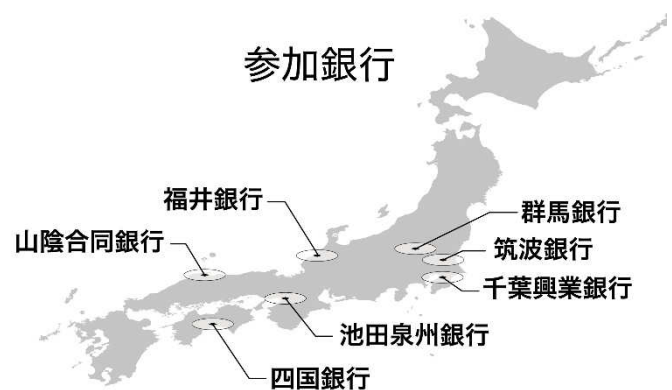 参加銀行
福井銀行
群馬銀行
山陰合同銀行
筑波銀行
千葉興業銀行
池田泉州銀行
四国銀行